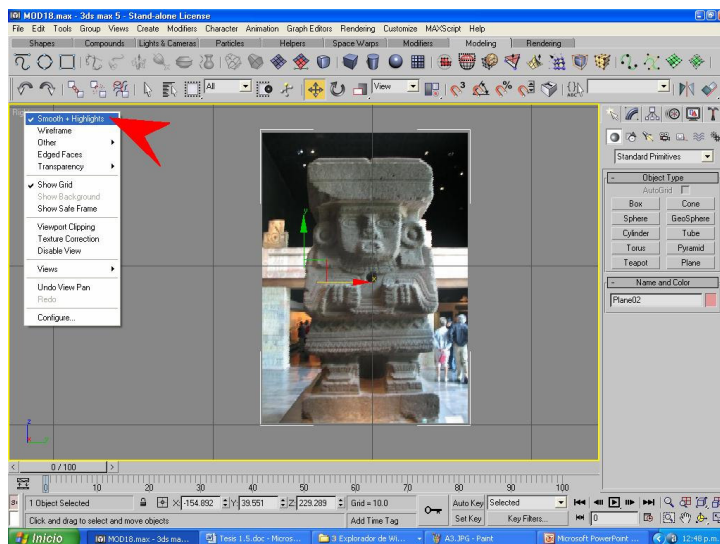 MOD18.max - 3ds max 5 - Stand-alone License
File Edit Tools Group Views Create Modifiers Character Animation Graph Editors Rendering Customize MAXScript Help
Shapes Compounds Lights & Cameras Particles Helpers Space Warps Modifiers Modeling Rendering
All View
Smooth + Highlights
Wireframe
Other
Edged Faces
Transparency
Show Grid
Show Background
Show Safe Frame
Viewport Clipping
Texture Correction
Disable View
Views
Undo View Pan
Redo
Configure...
y
x
z
Standard Primitives
- Object Type
AutoGrid
Box Cone
Sphere GeoSphere
Cylinder Tube
Torus Pyramid
Teapot Plane
- Name and Color
Plane02
< 0 / 100 >
0 10 20 30 40 50 60 70 80 90 100
1 Object Selected X: -154.892 Y: 39.551 Z: 229.289 Grid = 10.0 Auto Key Selected
Click and drag to select and move objects Add Time Tag Set Key Key Filters... 0
Inicio MOD18.max - 3ds ma... Tesis 1.5.doc - Micros... 3 Explorador de Wi... A3.JPG - Paint Microsoft PowerPoint ... 12:48 p.m.